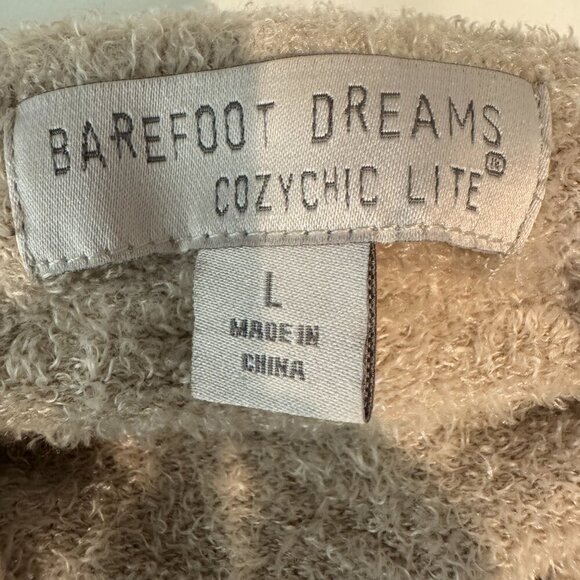 BAREFOOT DREAMS
COZYCHIC LITE®
L
MADE IN
CHINA